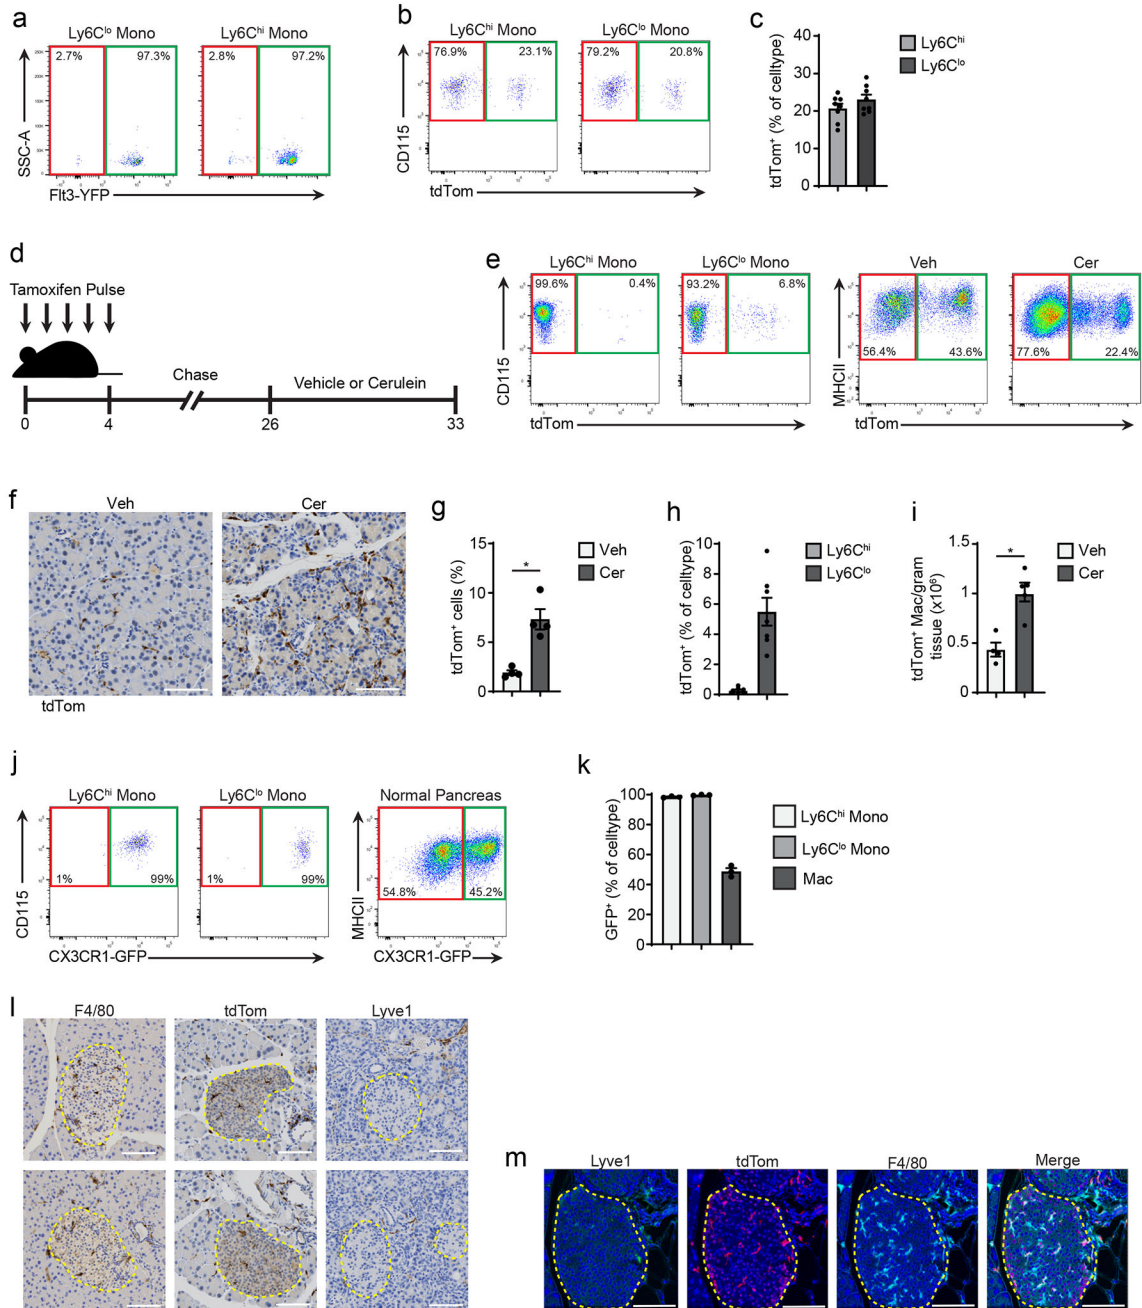 a
Ly6Clo Mono
Ly6Chi Mono
2.7%
97.3%
2.8%
97.2%
SSC-A
Flt3-YFP
b
Ly6Chi Mono
Ly6Clo Mono
76.9%
23.1%
79.2%
20.8%
CD115
tdTom
c
tdTom+ (% of celltype)
40
30
20
10
0
Ly6Chi
Ly6Clo
d
Tamoxifen Pulse
Chase
Vehicle or Cerulein
0
4
26
33
e
Ly6Chi Mono
Ly6Clo Mono
Veh
Cer
99.6%
0.4%
93.2%
6.8%
56.4%
43.6%
77.6%
22.4%
CD115
tdTom
MHCII
tdTom
f
Veh
Cer
tdTom
g
tdTom+ cells (%)
15
10
5
0
*
Veh
Cer
h
tdTom+ (% of celltype)
10
8
6
4
2
0
Ly6Chi
Ly6Clo
i
tdTom+ Mac/gram
tissue (x10⁶)
1.5
1
0.5
0
*
Veh
Cer
j
Ly6Chi Mono
Ly6Clo Mono
Normal Pancreas
1%
99%
1%
99%
54.8%
45.2%
CD115
CX3CR1-GFP
MHCII
CX3CR1-GFP
k
GFP+ (% of celltype)
100
80
60
40
20
0
Ly6Chi Mono
Ly6Clo Mono
Mac
l
F4/80
tdTom
Lyve1
m
Lyve1
tdTom
F4/80
Merge